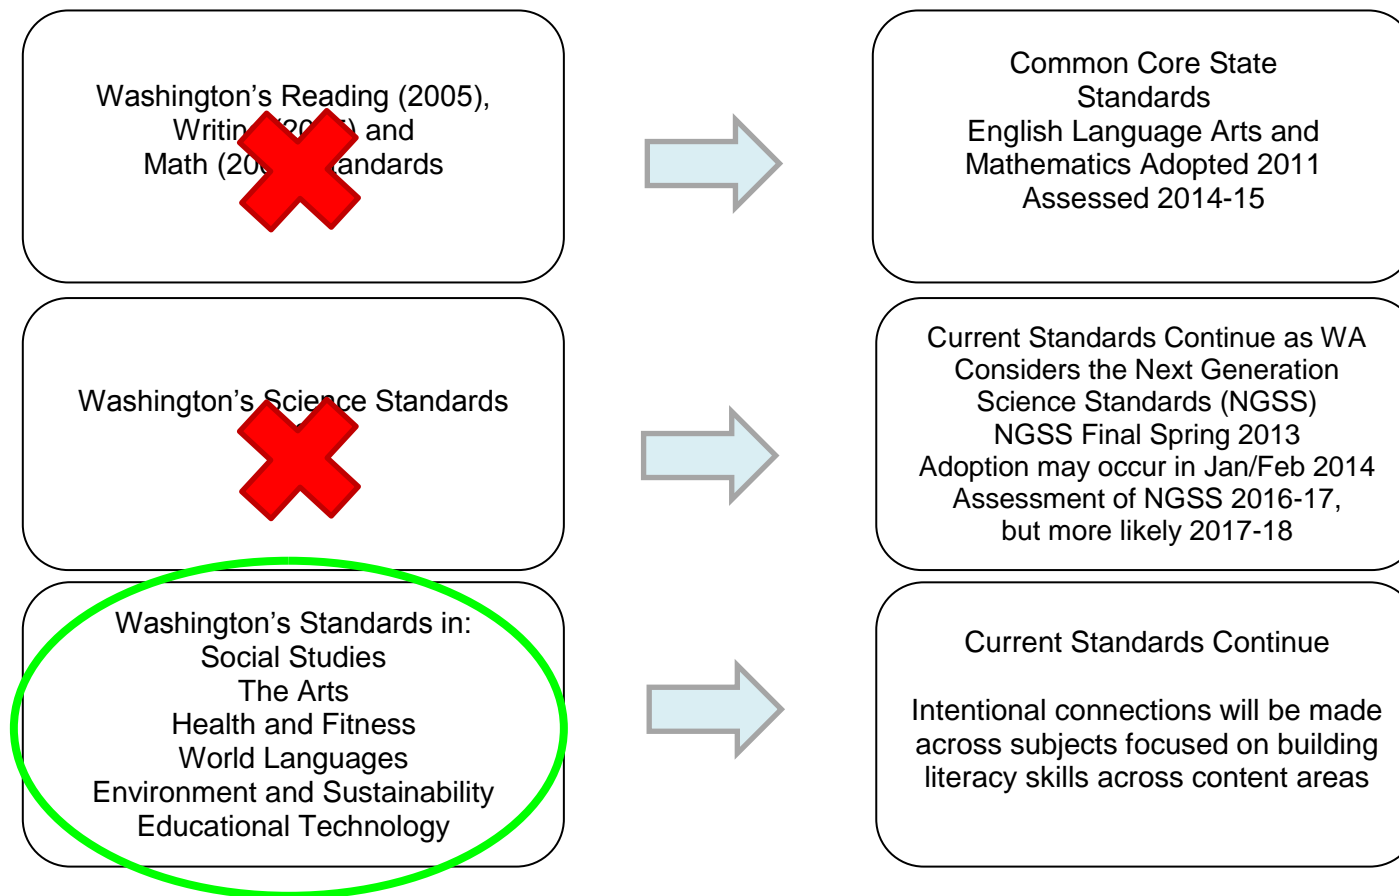 Washington’s Reading (2005),
and
Math standards
Common Core State
Standards
English Language Arts and
Mathematics Adopted 2011
Assessed 2014-15
Washington’s Science Standards
Current Standards Continue as WA
Considers the Next Generation
Science Standards (NGSS)
NGSS Final Spring 2013
Adoption may occur in Jan/Feb 2014
Assessment of NGSS 2016-17,
but more likely 2017-18
Washington’s Standards in:
Social Studies
The Arts
Health and Fitness
World Languages
Environment and Sustainability
Educational Technology
Current Standards Continue
Intentional connections will be made
across subjects focused on building
literacy skills across content areas